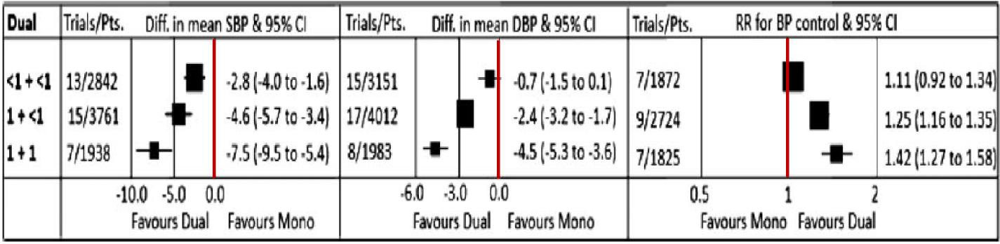 Dual Trials/Pts. Diff. in mean SBP & 95% CI Trials/Pts. Diff. in mean DBP & 95% CI Trials/Pts. RR for BP control & 95% CI
<1 + <1 13/2842 -2.8 (-4.0 to -1.6) 15/3151 -0.7 (-1.5 to 0.1) 7/1872 1.11 (0.92 to 1.34)
1 + <1 15/3761 -4.6 (-5.7 to -3.4) 17/4012 -2.4 (-3.2 to -1.7) 9/2724 1.25 (1.16 to 1.35)
1 + 1 7/1938 -7.5 (-9.5 to -5.4) 8/1983 -4.5 (-5.3 to -3.6) 7/1825 1.42 (1.27 to 1.58)
-10.0 -5.0 0.0 -6.0 -3.0 0.0 0.5 1 2
Favours Dual Favours Mono Favours Dual Favours Mono Favours Mono Favours Dual